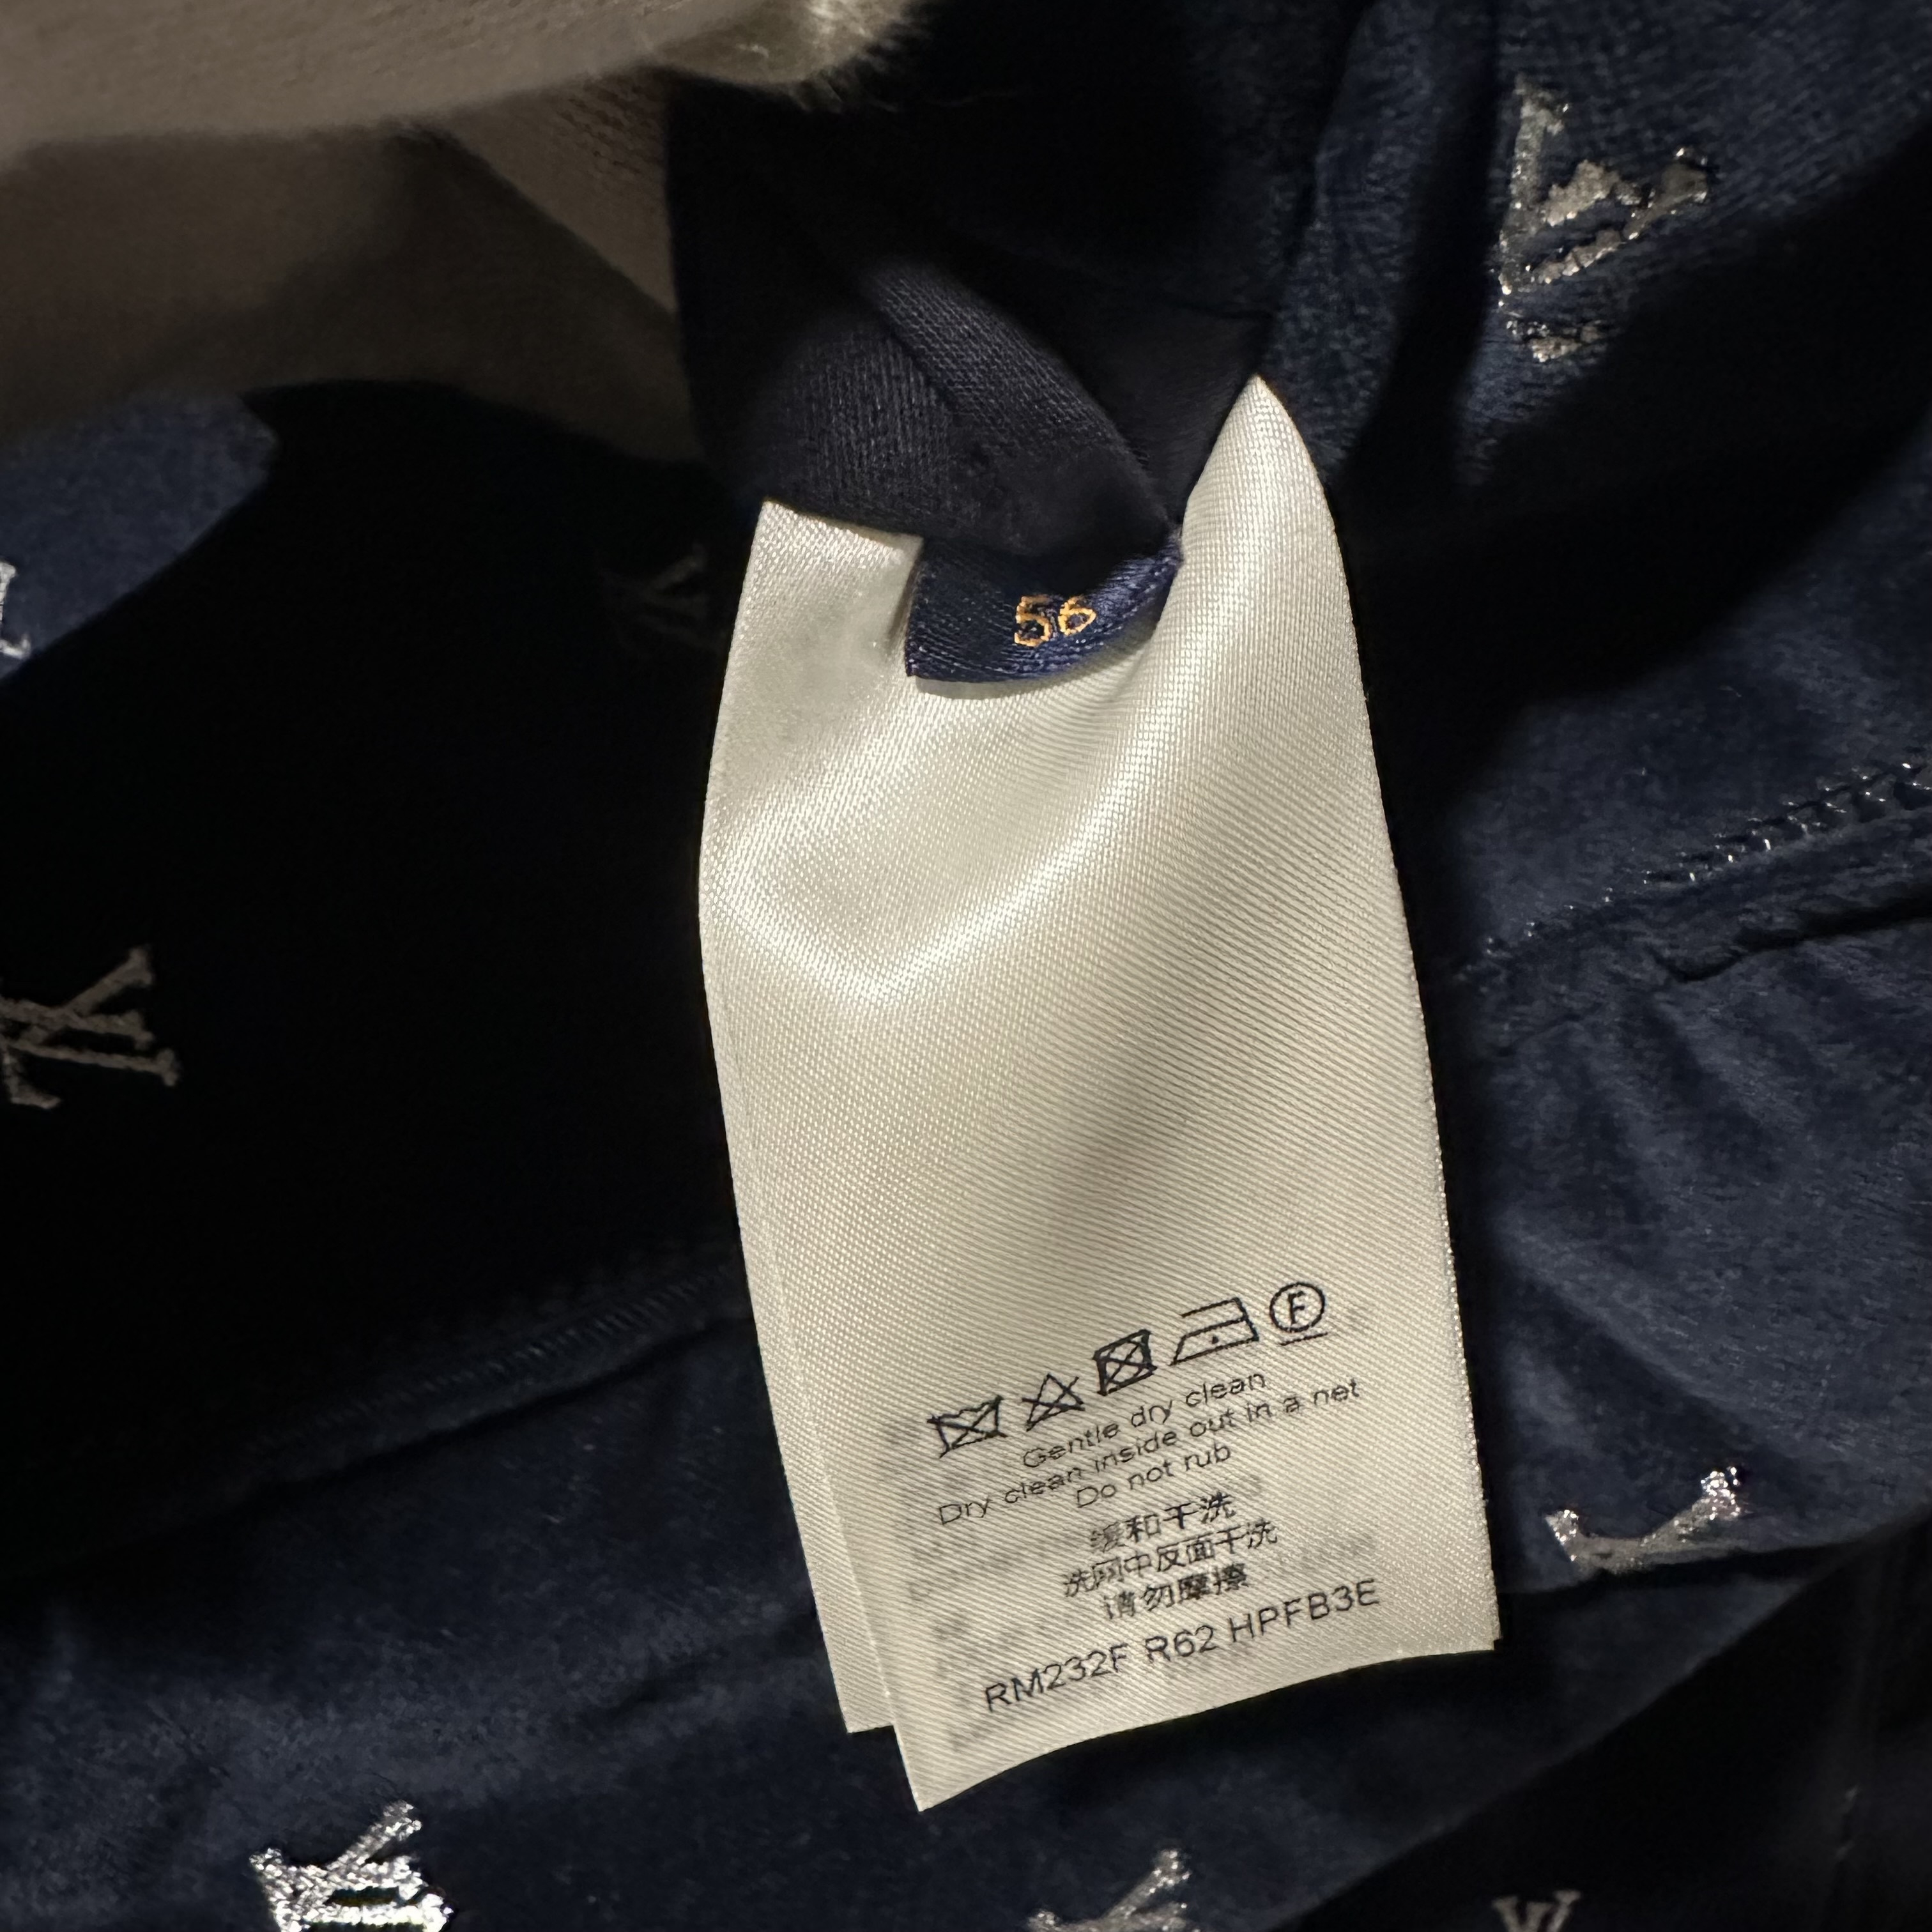 56
F
Gentle dry clean
Dry clean inside out in a net
Do not rub
缓和干洗
洗网中反面干洗
请勿摩擦
RM232F R62 HPFB3E